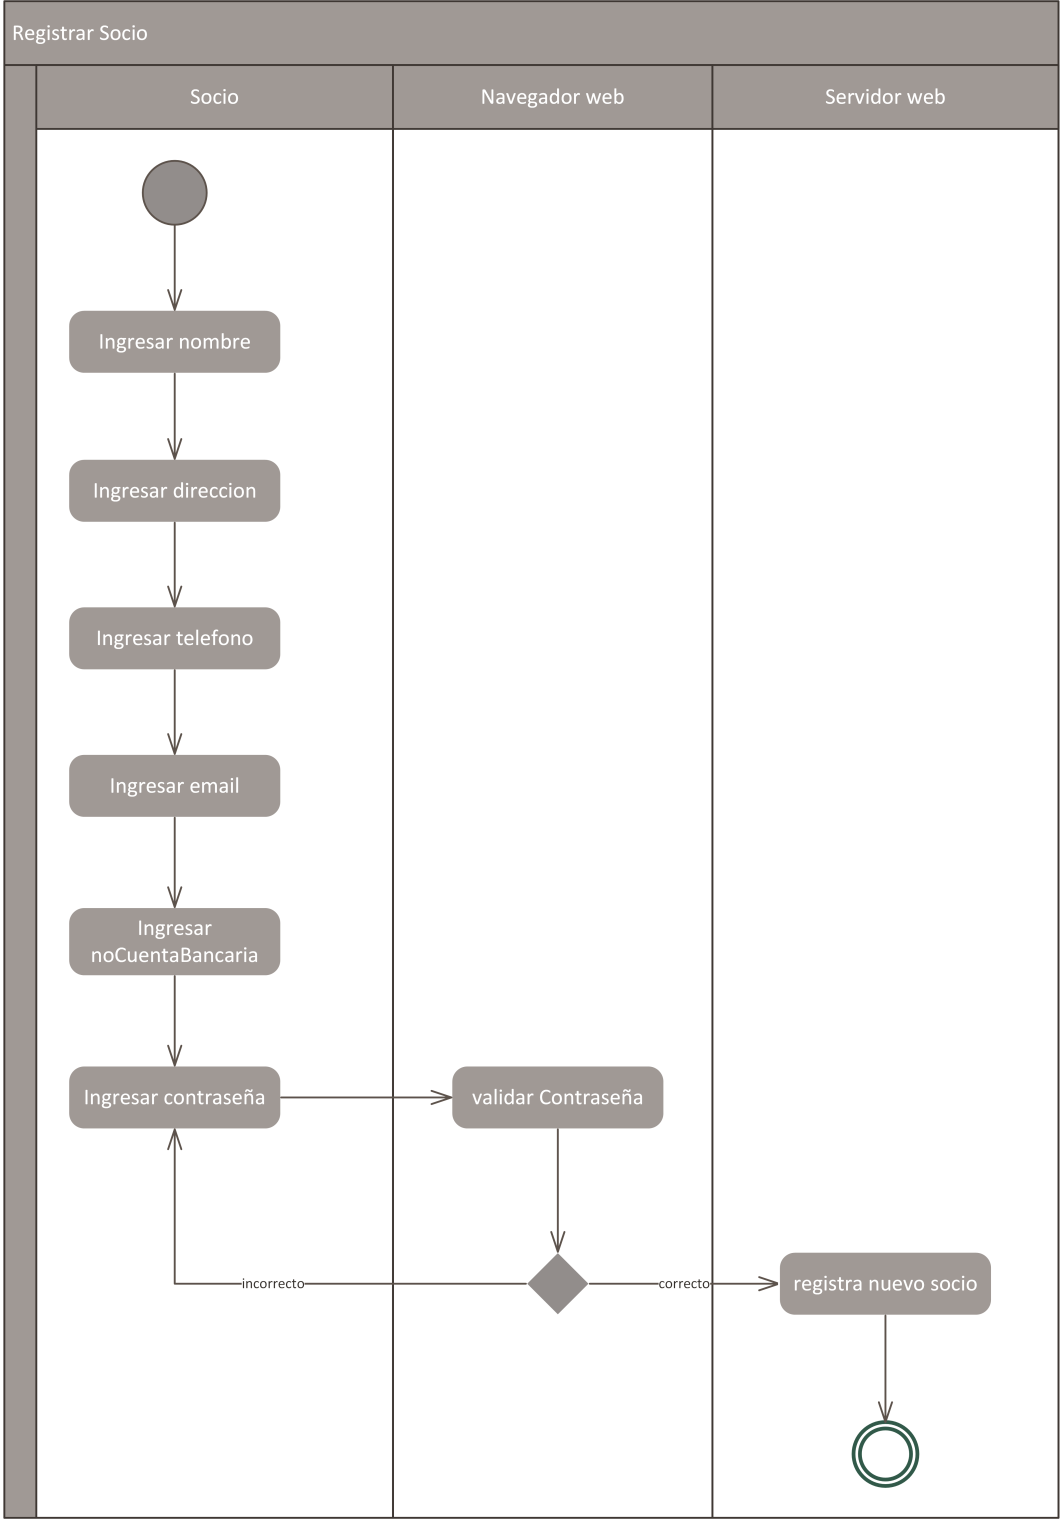 Registrar Socio
Socio
Navegador web
Servidor web
Ingresar nombre
Ingresar direccion
Ingresar telefono
Ingresar email
Ingresar
noCuentaBancaria
Ingresar contraseña
validar Contraseña
incorrecto
correcto
registra nuevo socio